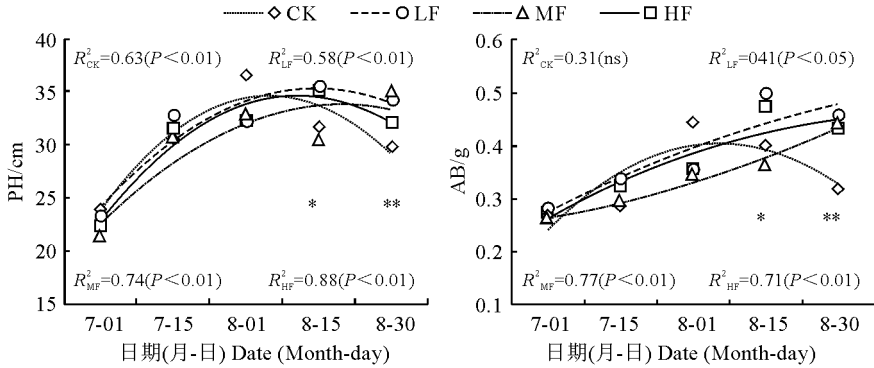 CK LF MF HF
40
35
30
25
20
15
PH/cm
R²CK=0.63(P<0.01) R²LF=0.58(P<0.01)
* **
R²MF=0.74(P<0.01) R²HF=0.88(P<0.01)
7-01 7-15 8-01 8-15 8-30
日期(月-日) Date (Month-day)
0.6
0.5
0.4
0.3
0.2
0.1
AB/g
R²CK=0.31(ns) R²LF=041(P<0.05)
* **
R²MF=0.77(P<0.01) R²HF=0.71(P<0.01)
7-01 7-15 8-01 8-15 8-30
日期(月-日) Date (Month-day)